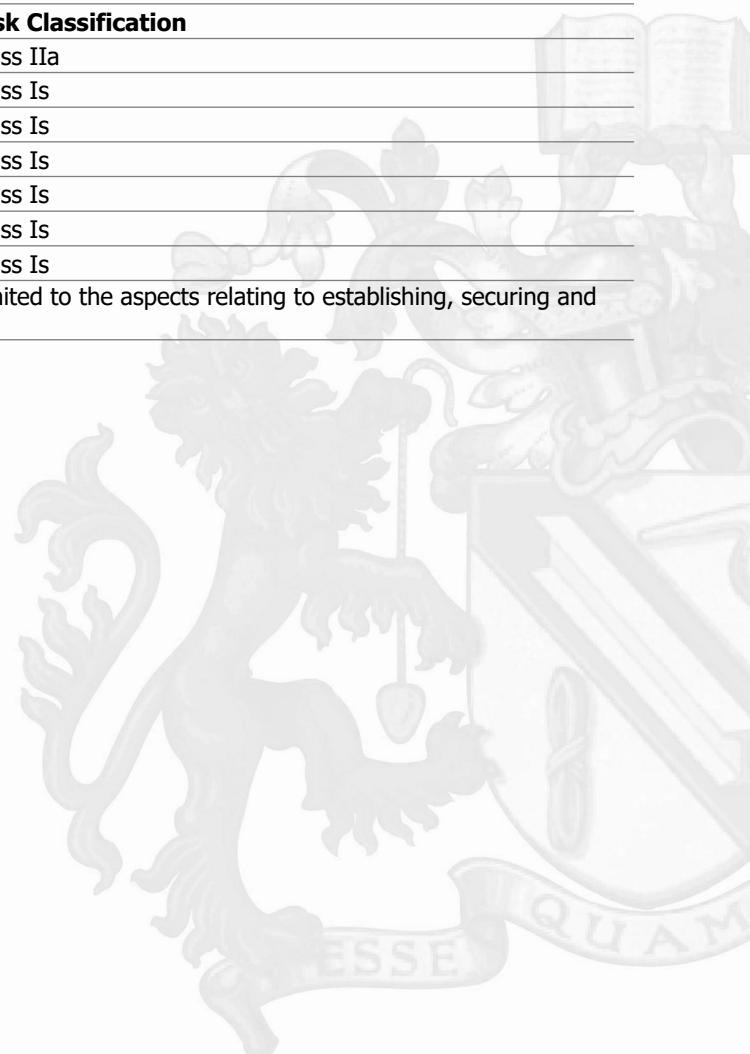 sk Classification
ss IIa
ss Is
ss Is
ss Is
ss Is
ss Is
ss Is
nited to the aspects relating to establishing, securing and
ESSE
QUAM